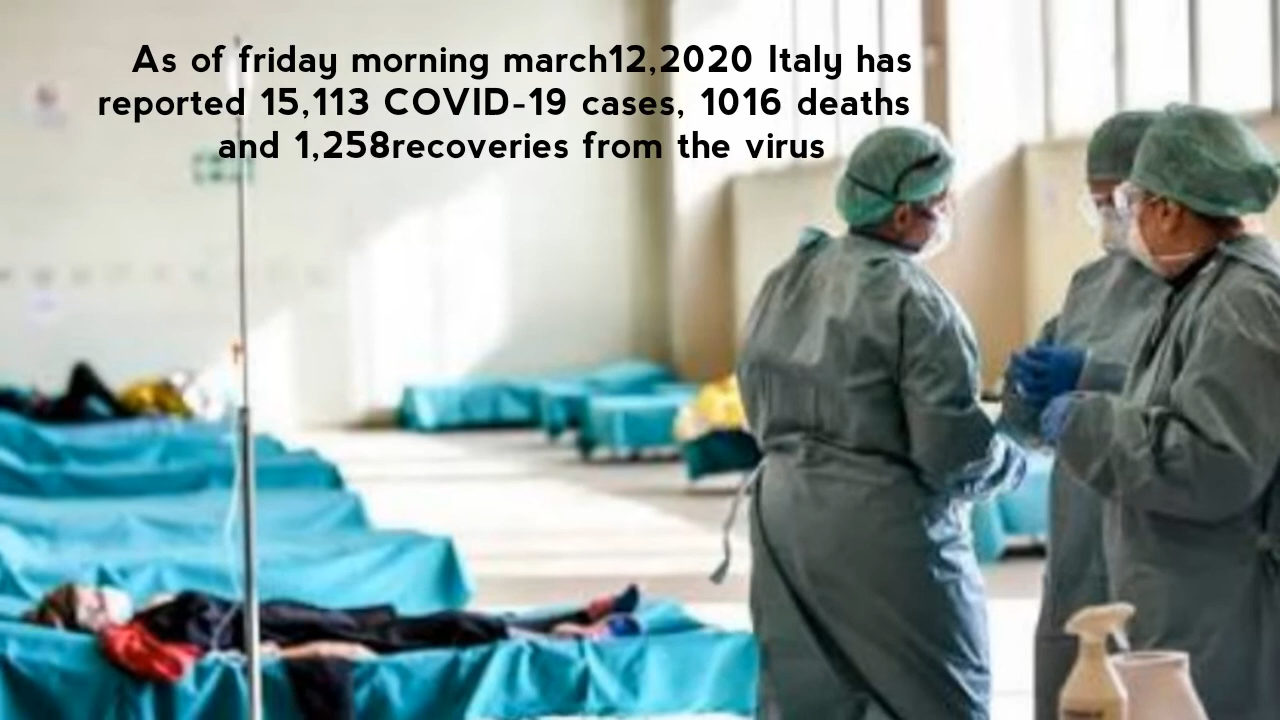 As of friday morning march12,2020 Italy has
reported 15,113 COVID-19 cases, 1016 deaths
and 1,258recoveries from the virus